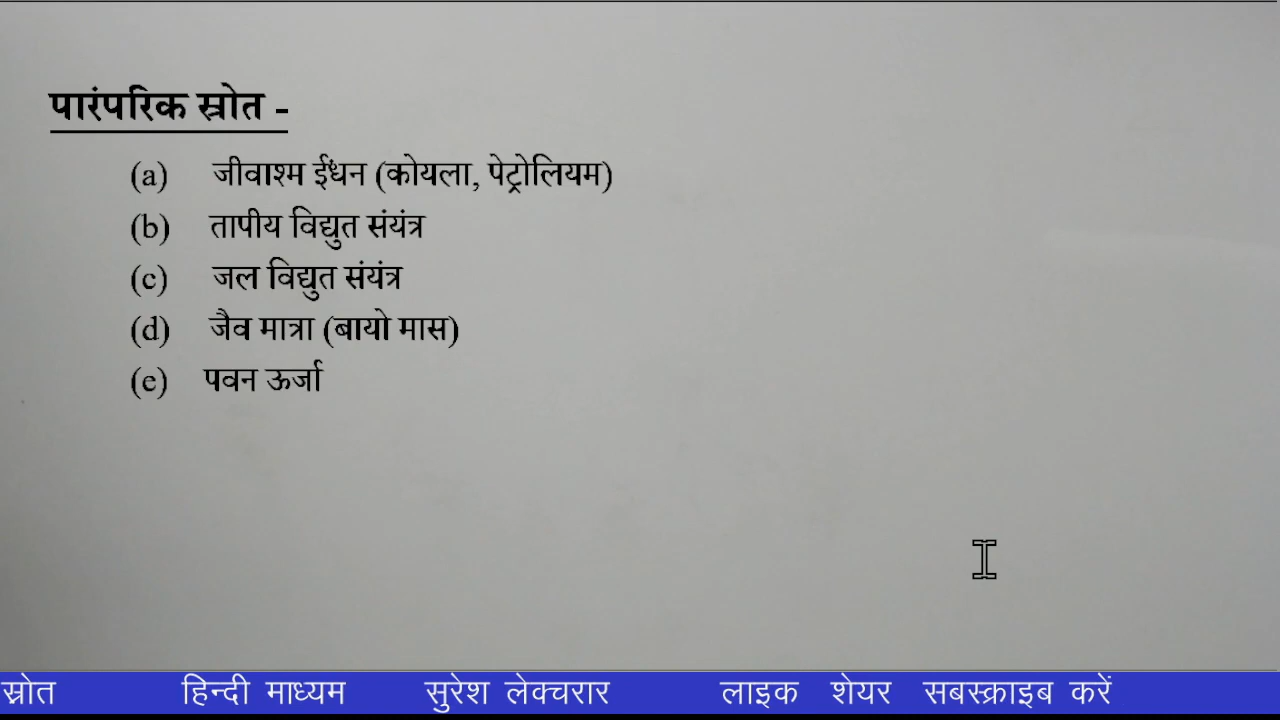 पारंपरिक स्रोत -
(a) जीवाश्म ईंधन (कोयला, पेट्रोलियम)
(b) तापीय विद्युत संयंत्र
(c) जल विद्युत संयंत्र
(d) जैव मात्रा (बायो मास)
(e) पवन ऊर्जा
स्रोत हिन्दी माध्यम सुरेश लेक्चरार लाइक शेयर सबस्क्राइब करें